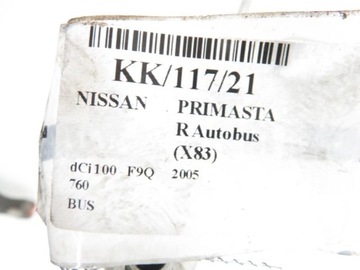 KK/117/21
NISSAN PRIMASTA
R Autobus
(X83)
dCi100 F9Q 2005
760
BUS